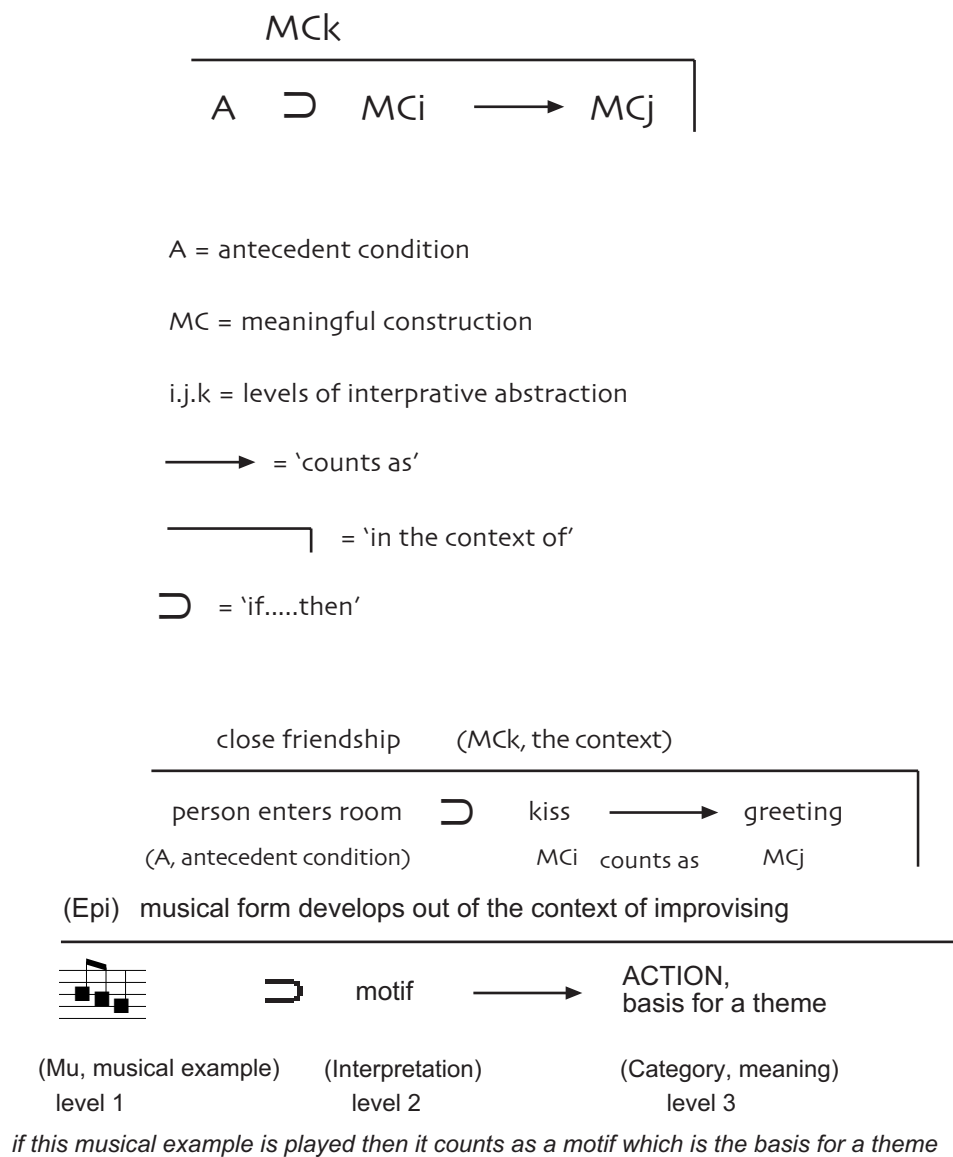 MCk
A ⊃ MCi ⟶ MCj
A = antecedent condition
MC = meaningful construction
i.j.k = levels of interprative abstraction
⟶ = ‘counts as’
= ‘in the context of’
⊃ = ‘if.....then’
close friendship (MCk, the context)
person enters room ⊃ kiss ⟶ greeting
(A, antecedent condition) MCi counts as MCj
(Epi) musical form develops out of the context of improvising
⊃ motif ⟶ ACTION,
basis for a theme
(Mu, musical example) (Interpretation) (Category, meaning)
level 1 level 2 level 3
if this musical example is played then it counts as a motif which is the basis for a theme